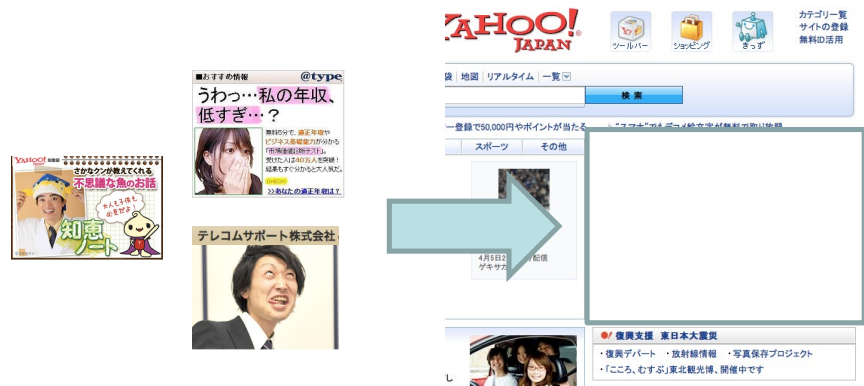 YAHOO! 知恵袋
さかなクンが教えてくれる
不思議な魚のお話
大人も子供も
必見だよ!
知恵
ノート
■おすすめ情報 @type
うわっ…私の年収、
低すぎ…?
無料5分で、適正年収や
ビジネス基礎能力が分かる
「市場価値診断テスト」。
受けた人は40万人を突破!
結果もすぐ分かると大人気だ。
CHECK!
>>あなたの適正年収は?
テレコムサポート株式会社
YAHOO!
JAPAN
ツールバー
ショッピング
きっず
カテゴリ一覧
サイトの登録
無料ID活用
袋 地図 リアルタイム 一覧
検索
ー登録で50,000円やポイントが当たる
スポーツ その他
4月5日2 配信
ゲキサカ
復興支援 東日本大震災
・復興デパート ・放射線情報 ・写真保存プロジェクト
・「こころ、むすぶ」東北観光博、開催中です
し